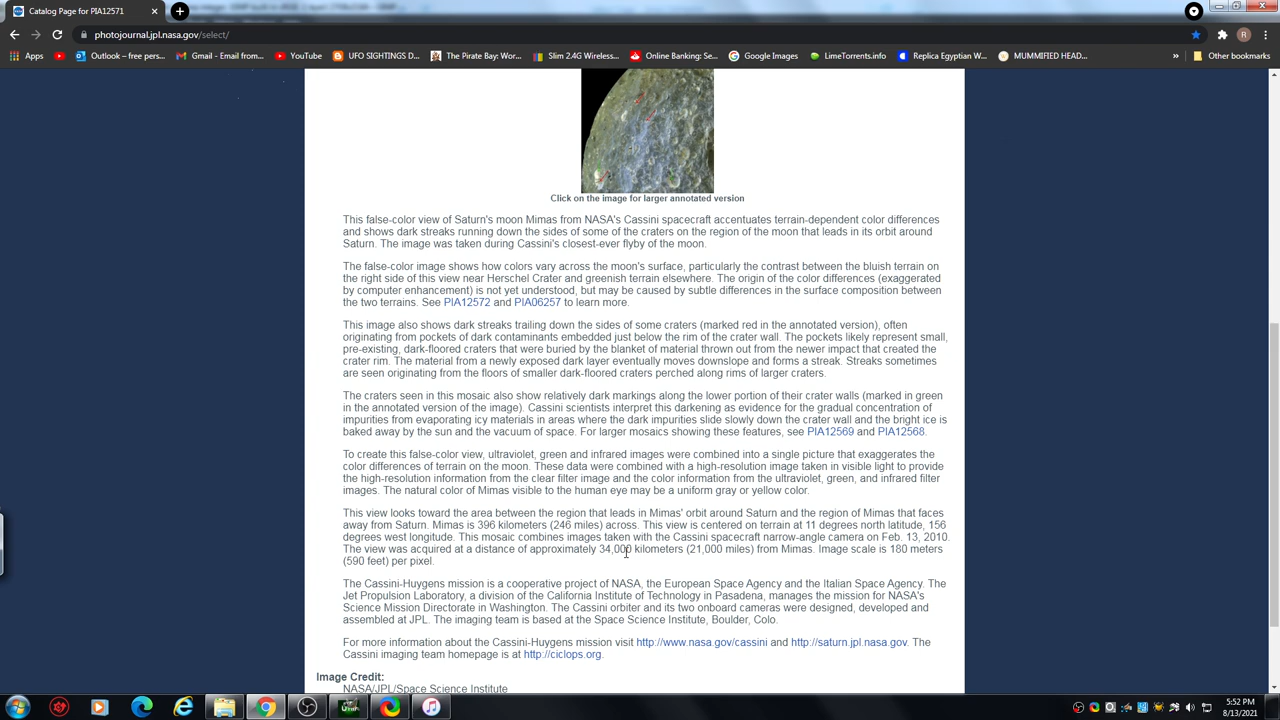 Catalog Page for PIA12571
photojournal.jpl.nasa.gov/select/
R
Apps
Outlook – free pers...
Gmail - Email from...
YouTube
UFO SIGHTINGS D...
The Pirate Bay: Wor...
Slim 2.4G Wireless...
Online Banking: Se...
Google Images
LimeTorrents.info
Replica Egyptian W...
MUMMIFIED HEAD...
»
Other bookmarks
Click on the image for larger annotated version
This false-color view of Saturn's moon Mimas from NASA's Cassini spacecraft accentuates terrain-dependent color differences
and shows dark streaks running down the sides of some of the craters on the region of the moon that leads in its orbit around
Saturn. The image was taken during Cassini's closest-ever flyby of the moon.
The false-color image shows how colors vary across the moon's surface, particularly the contrast between the bluish terrain on
the right side of this view near Herschel Crater and greenish terrain elsewhere. The origin of the color differences (exaggerated
by computer enhancement) is not yet understood, but may be caused by subtle differences in the surface composition between
the two terrains. See PIA12572 and PIA06257 to learn more.
This image also shows dark streaks trailing down the sides of some craters (marked red in the annotated version), often
originating from pockets of dark contaminants embedded just below the rim of the crater wall. The pockets likely represent small,
pre-existing, dark-floored craters that were buried by the blanket of material thrown out from the newer impact that created the
crater rim. The material from a newly exposed dark layer eventually moves downslope and forms a streak. Streaks sometimes
are seen originating from the floors of smaller dark-floored craters perched along rims of larger craters.
The craters seen in this mosaic also show relatively dark markings along the lower portion of their crater walls (marked in green
in the annotated version of the image). Cassini scientists interpret this darkening as evidence for the gradual concentration of
impurities from evaporating icy materials in areas where the dark impurities slide slowly down the crater wall and the bright ice is
baked away by the sun and the vacuum of space. For larger mosaics showing these features, see PIA12569 and PIA12568.
To create this false-color view, ultraviolet, green and infrared images were combined into a single picture that exaggerates the
color differences of terrain on the moon. These data were combined with a high-resolution image taken in visible light to provide
the high-resolution information from the clear filter image and the color information from the ultraviolet, green, and infrared filter
images. The natural color of Mimas visible to the human eye may be a uniform gray or yellow color.
This view looks toward the area between the region that leads in Mimas' orbit around Saturn and the region of Mimas that faces
away from Saturn. Mimas is 396 kilometers (246 miles) across. This view is centered on terrain at 11 degrees north latitude, 156
degrees west longitude. This mosaic combines images taken with the Cassini spacecraft narrow-angle camera on Feb. 13, 2010.
The view was acquired at a distance of approximately 34,000 kilometers (21,000 miles) from Mimas. Image scale is 180 meters
(590 feet) per pixel.
The Cassini-Huygens mission is a cooperative project of NASA, the European Space Agency and the Italian Space Agency. The
Jet Propulsion Laboratory, a division of the California Institute of Technology in Pasadena, manages the mission for NASA's
Science Mission Directorate in Washington. The Cassini orbiter and its two onboard cameras were designed, developed and
assembled at JPL. The imaging team is based at the Space Science Institute, Boulder, Colo.
For more information about the Cassini-Huygens mission visit http://www.nasa.gov/cassini and http://saturn.jpl.nasa.gov. The
Cassini imaging team homepage is at http://ciclops.org.
Image Credit:
NASA/JPL/Space Science Institute
5:52 PM
8/13/2021